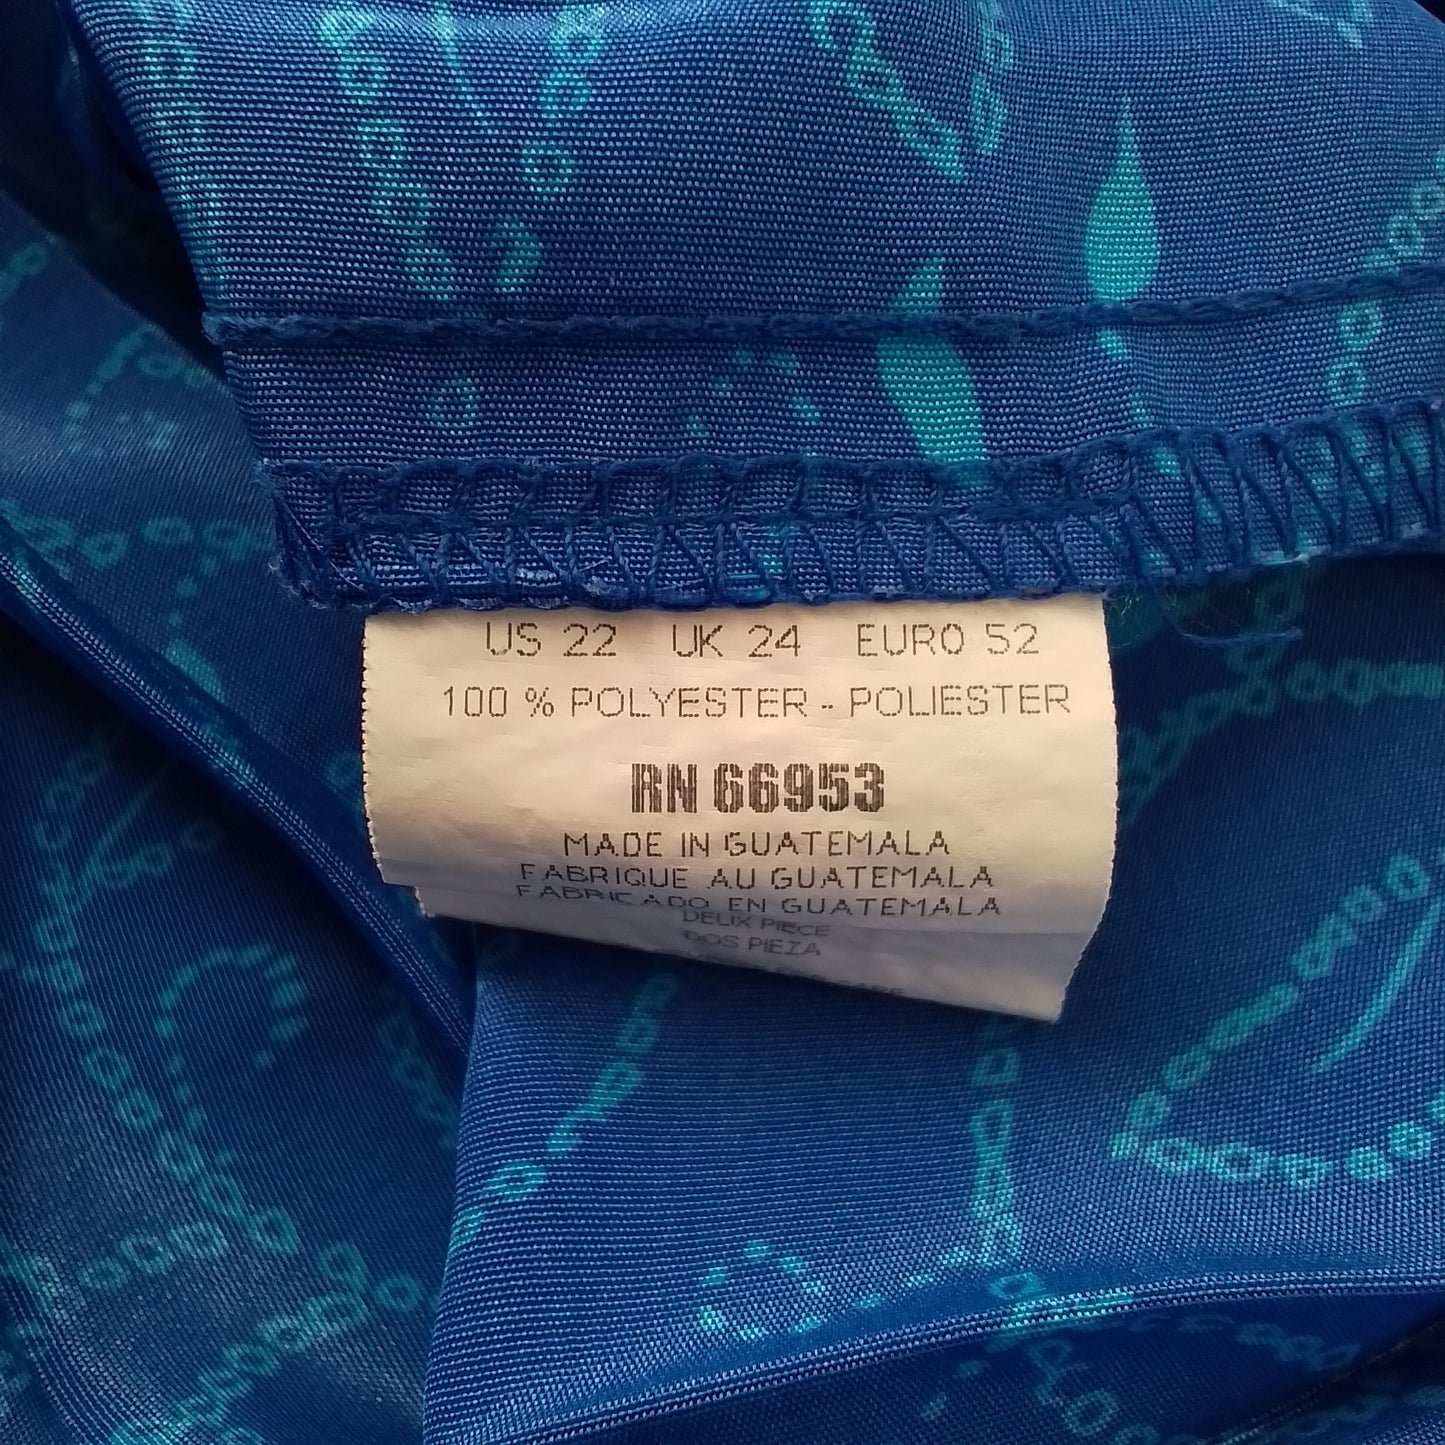 US 22 UK 24 EURO 52
100 % POLYESTER - POLIESTER
RN 66953
MADE IN GUATEMALA
FABRIQUE AU GUATEMALA
FABRICADO EN GUATEMALA
DEUX PIECE
DOS PIEZA